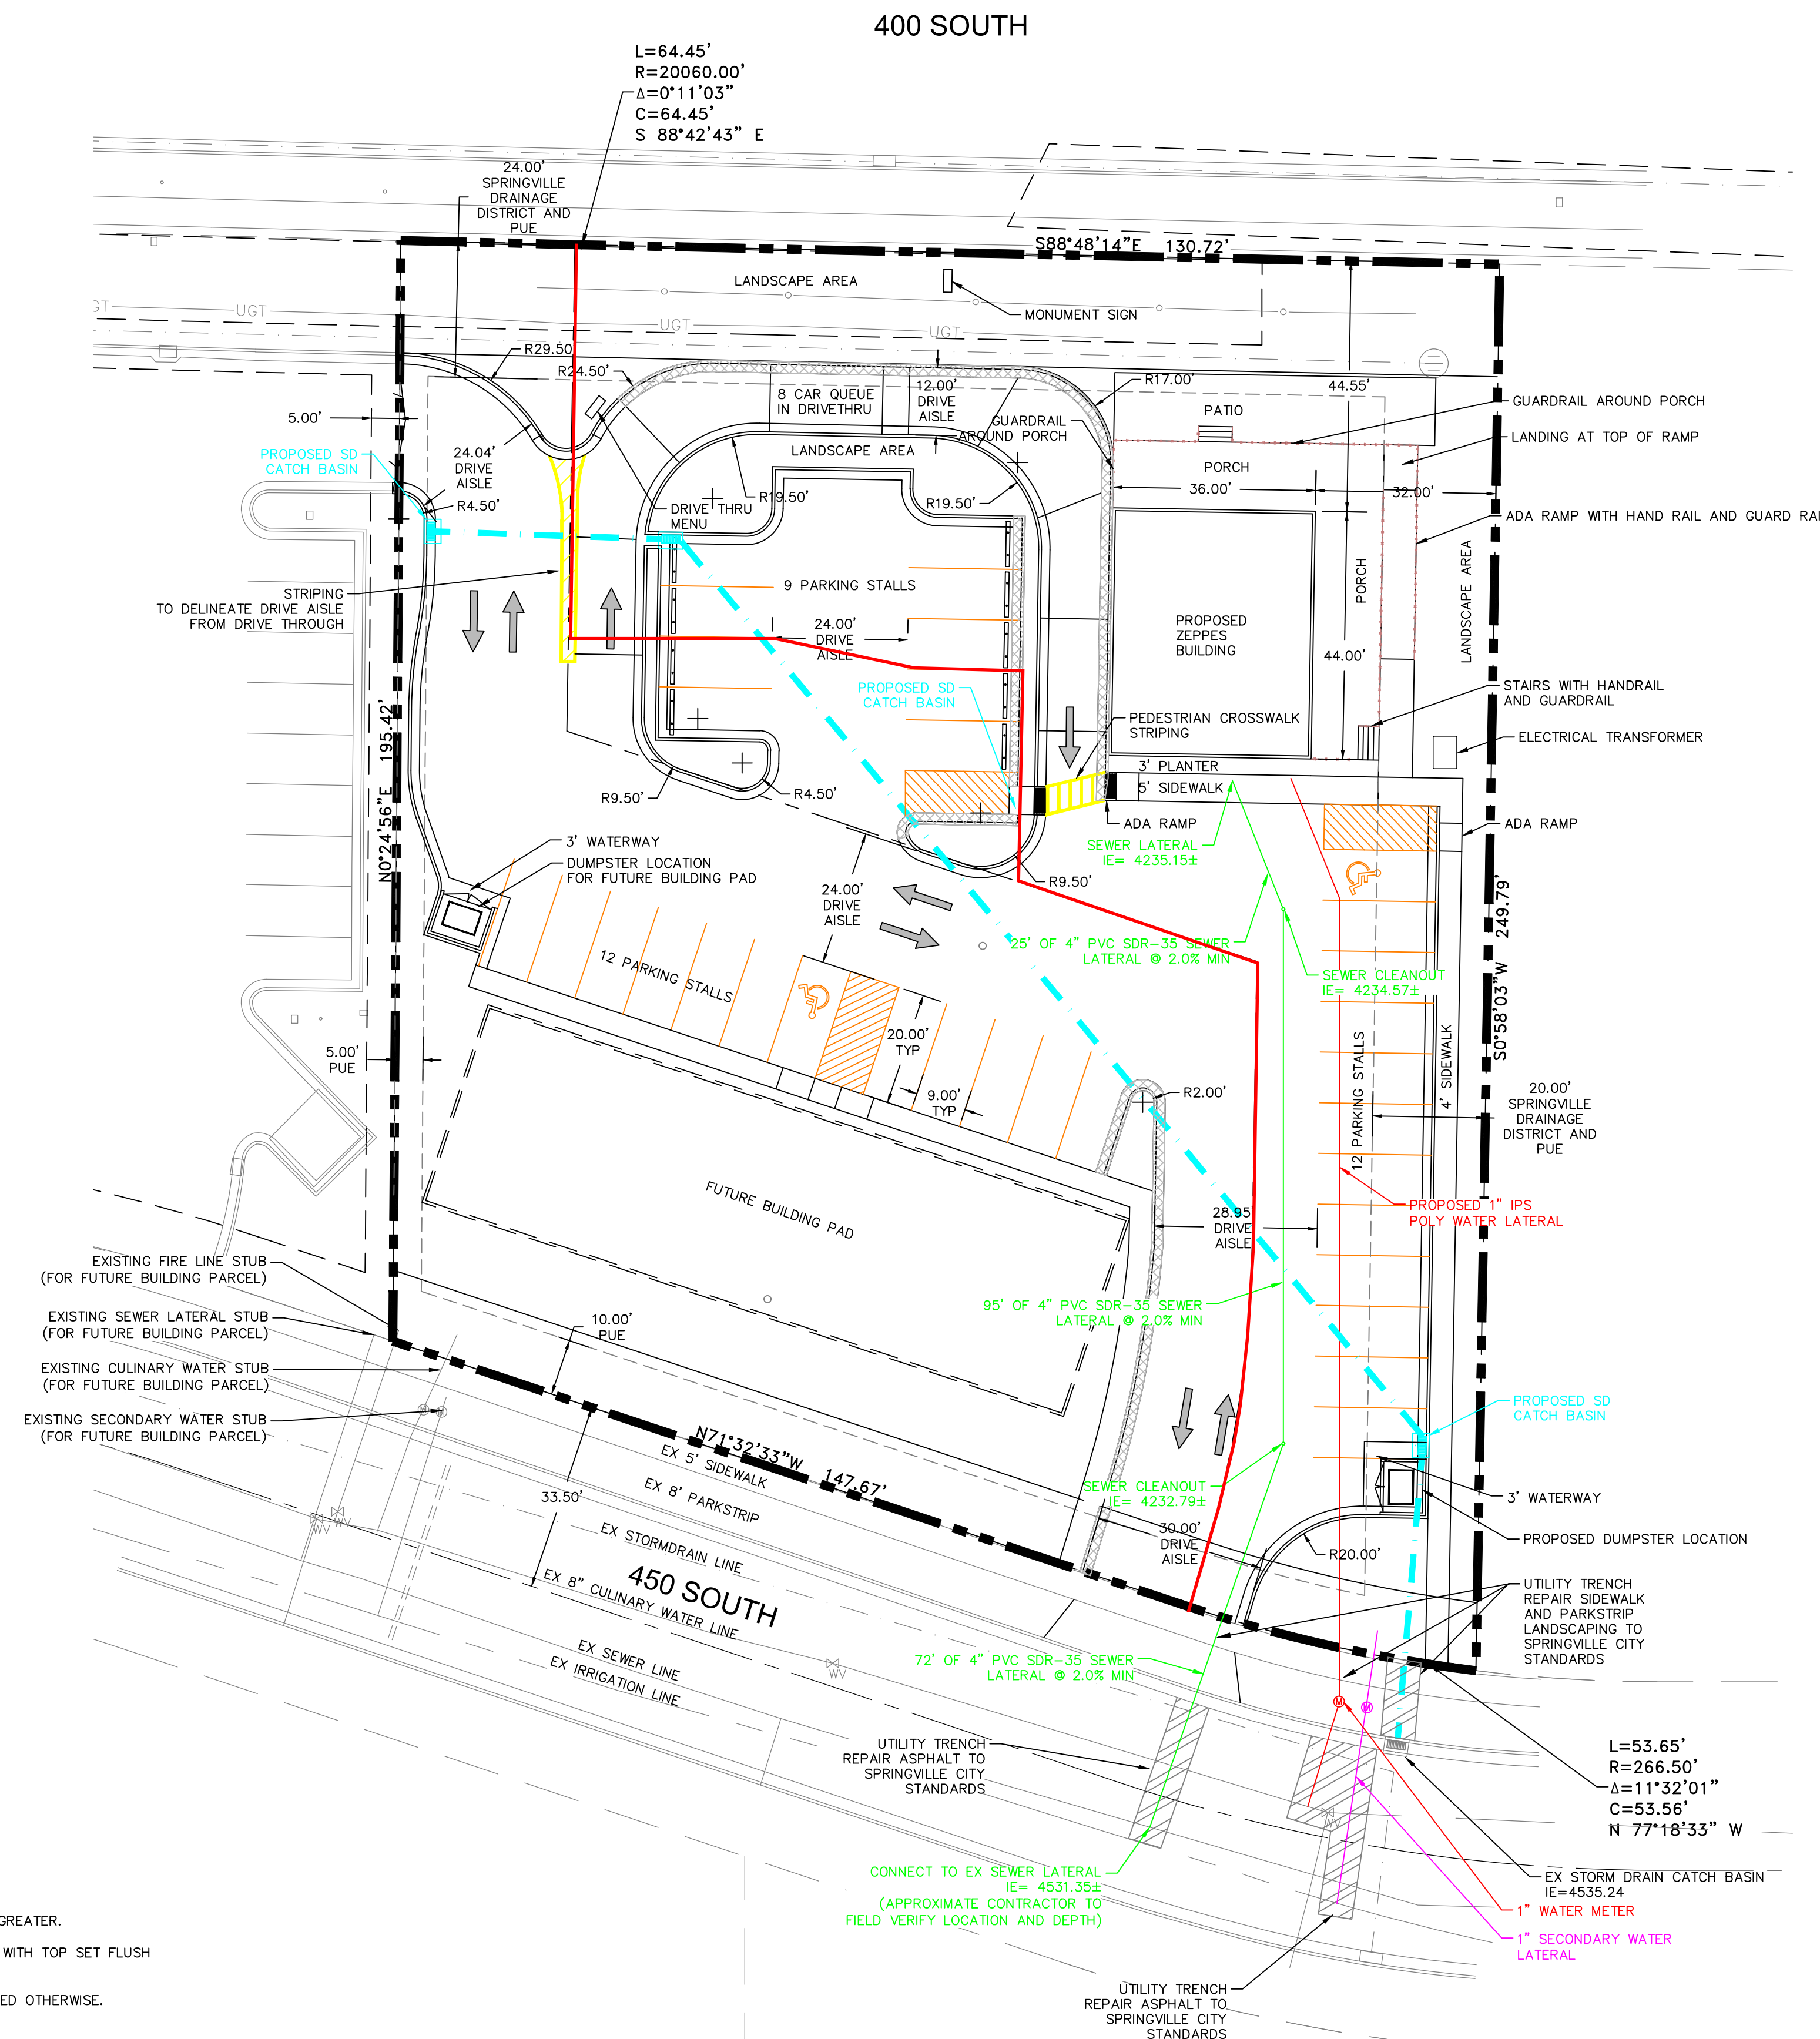 400 SOUTH
L=64.45'
R=20060.00'
Δ=0°11'03"
C=64.45'
S 88°42'43" E
24.00'
SPRINGVILLE
DRAINAGE
DISTRICT AND
PUE
S88°48'14"E 130.72'
LANDSCAPE AREA
MONUMENT SIGN
UGT
UGT
UGT
R29.50'
R24.50'
8 CAR QUEUE
IN DRIVETHRU
12.00'
DRIVE
AISLE
R17.00'
44.55'
GUARDRAIL AROUND PORCH
PATIO
LANDING AT TOP OF RAMP
5.00'
GUARDRAIL
AROUND PORCH
24.04'
DRIVE
AISLE
PROPOSED SD
CATCH BASIN
LANDSCAPE AREA
PORCH
36.00'
32.00'
R4.50'
R19.50'
R19.50'
DRIVE THRU
MENU
ADA RAMP WITH HAND RAIL AND GUARD RAI
STRIPING
TO DELINEATE DRIVE AISLE
FROM DRIVE THROUGH
9 PARKING STALLS
24.00'
DRIVE
AISLE
PROPOSED
ZEPPES
BUILDING
PORCH
LANDSCAPE AREA
44.00'
PROPOSED SD
CATCH BASIN
STAIRS WITH HANDRAIL
AND GUARDRAIL
PEDESTRIAN CROSSWALK
STRIPING
ELECTRICAL TRANSFORMER
N0°24'56"E 195.42'
3' PLANTER
5' SIDEWALK
R9.50'
R4.50'
ADA RAMP
ADA RAMP
3' WATERWAY
DUMPSTER LOCATION
FOR FUTURE BUILDING PAD
SEWER LATERAL
IE= 4235.15±
R9.50'
24.00'
DRIVE
AISLE
S0°58'03"W 249.79'
25' OF 4" PVC SDR-35 SEWER
LATERAL @ 2.0% MIN
12 PARKING STALLS
SEWER CLEANOUT
IE= 4234.57±
20.00'
TYP
9.00'
TYP
5.00'
PUE
R2.00'
12 PARKING STALLS
4' SIDEWALK
20.00'
SPRINGVILLE
DRAINAGE
DISTRICT AND
PUE
FUTURE BUILDING PAD
28.95'
DRIVE
AISLE
PROPOSED 1" IPS
POLY WATER LATERAL
EXISTING FIRE LINE STUB
(FOR FUTURE BUILDING PARCEL)
EXISTING SEWER LATERAL STUB
(FOR FUTURE BUILDING PARCEL)
EXISTING CULINARY WATER STUB
(FOR FUTURE BUILDING PARCEL)
EXISTING SECONDARY WATER STUB
(FOR FUTURE BUILDING PARCEL)
10.00'
PUE
95' OF 4" PVC SDR-35 SEWER
LATERAL @ 2.0% MIN
PROPOSED SD
CATCH BASIN
M
M
N71°32'33"W 147.67'
33.50'
EX 5' SIDEWALK
EX 8' PARKSTRIP
EX STORMDRAIN LINE
EX 8" CULINARY WATER LINE
450 SOUTH
EX SEWER LINE
EX IRRIGATION LINE
WV
WV
WV
SEWER CLEANOUT
IE= 4232.79±
3' WATERWAY
PROPOSED DUMPSTER LOCATION
30.00'
DRIVE
AISLE
R20.00'
UTILITY TRENCH
REPAIR SIDEWALK
AND PARKSTRIP
LANDSCAPING TO
SPRINGVILLE CITY
STANDARDS
72' OF 4" PVC SDR-35 SEWER
LATERAL @ 2.0% MIN
M
M
UTILITY TRENCH
REPAIR ASPHALT TO
SPRINGVILLE CITY
STANDARDS
WV
L=53.65'
R=266.50'
Δ=11°32'01"
C=53.56'
N 77°18'33" W
CONNECT TO EX SEWER LATERAL
IE= 4531.35±
(APPROXIMATE CONTRACTOR TO
FIELD VERIFY LOCATION AND DEPTH)
EX STORM DRAIN CATCH BASIN
IE=4535.24
1" WATER METER
1" SECONDARY WATER
LATERAL
GREATER.
WITH TOP SET FLUSH
ED OTHERWISE.
UTILITY TRENCH
REPAIR ASPHALT TO
SPRINGVILLE CITY
STANDARDS